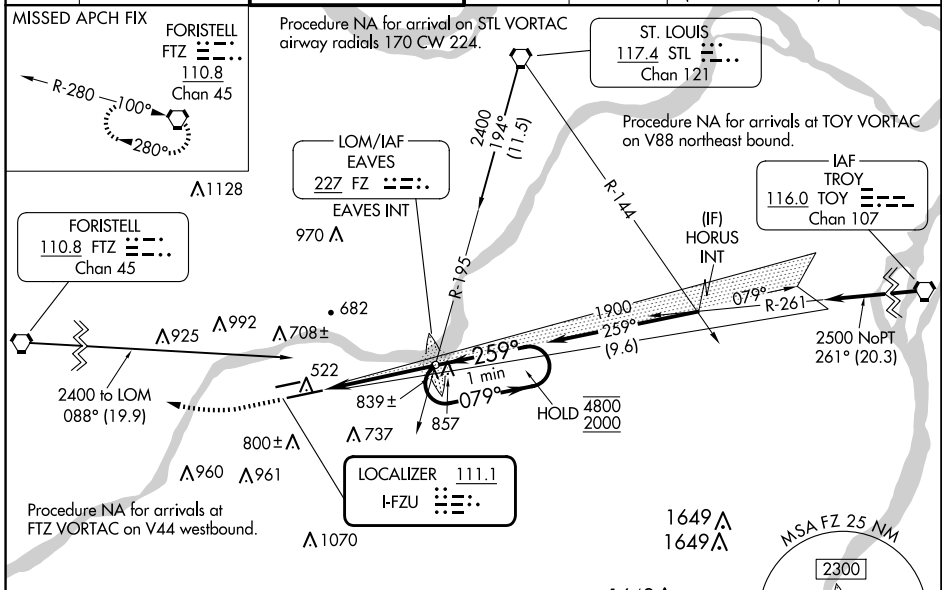 MISSED APCH FIX
FORISTELL
FTZ
110.8
Chan 45
R-280
100°
280°
Procedure NA for arrival on STL VORTAC
airway radials 170 CW 224.
ST. LOUIS
117.4 STL
Chan 121
2400
194°
(11.5)
Procedure NA for arrivals at TOY VORTAC
on V88 northeast bound.
LOM/IAF
EAVES
227 FZ
EAVES INT
IAF
TROY
116.0 TOY
Chan 107
1128
R-144
(IF)
HORUS
INT
FORISTELL
110.8 FTZ
Chan 45
970
R-195
682
925
992
708±
1900
259°
(9.6)
079°
R-261
2500 NoPT
261° (20.3)
2400 to LOM
088° (19.9)
522
259°
1 min
079°
839±
857
HOLD
4800
2000
800±
737
960
961
LOCALIZER 111.1
I-FZU
Procedure NA for arrivals at
FTZ VORTAC on V44 westbound.
1070
1649
1649
MSA FZ 25 NM
2300